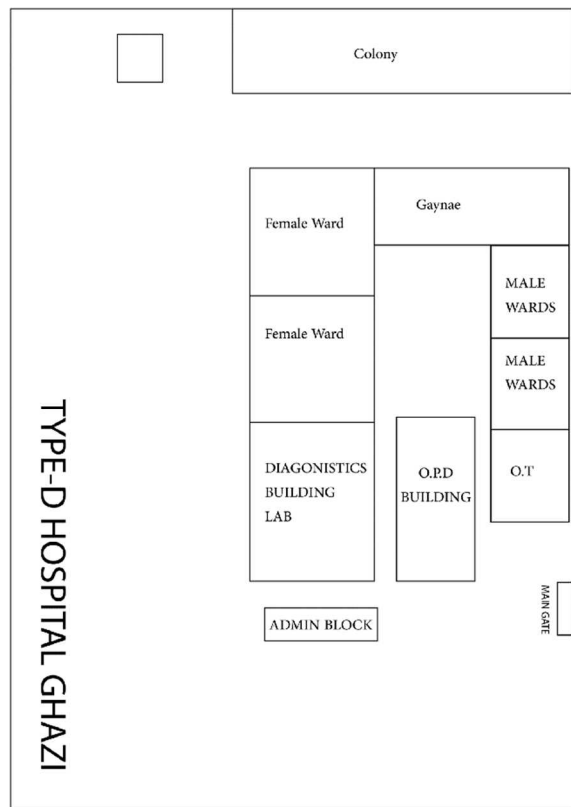 Colony
Female Ward
Gaynae
MALE
WARDS
Female Ward
MALE
WARDS
DIAGONISTICS
BUILDING
LAB
O.P.D
BUILDING
O.T
MAIN GATE
ADMIN BLOCK
TYPE-D HOSPITAL GHAZI